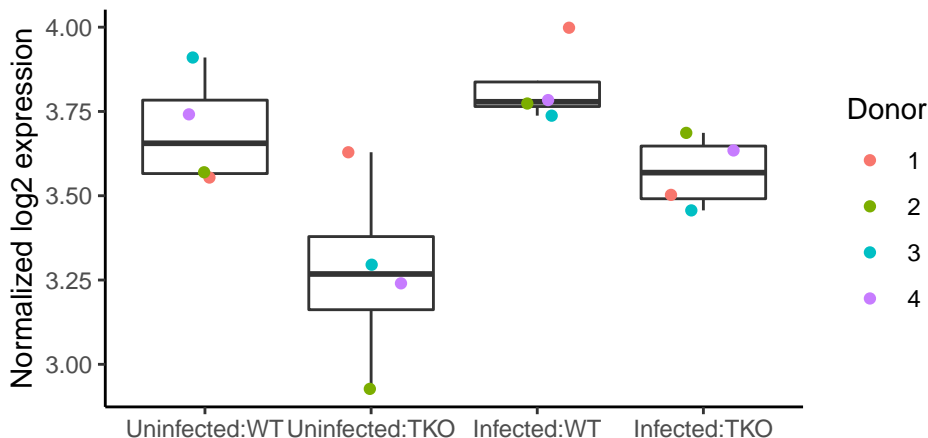 Normalized log2 expression
4.00
3.75
3.50
3.25
3.00
Uninfected:WT
Uninfected:TKO
Infected:WT
Infected:TKO
Donor
1
2
3
4